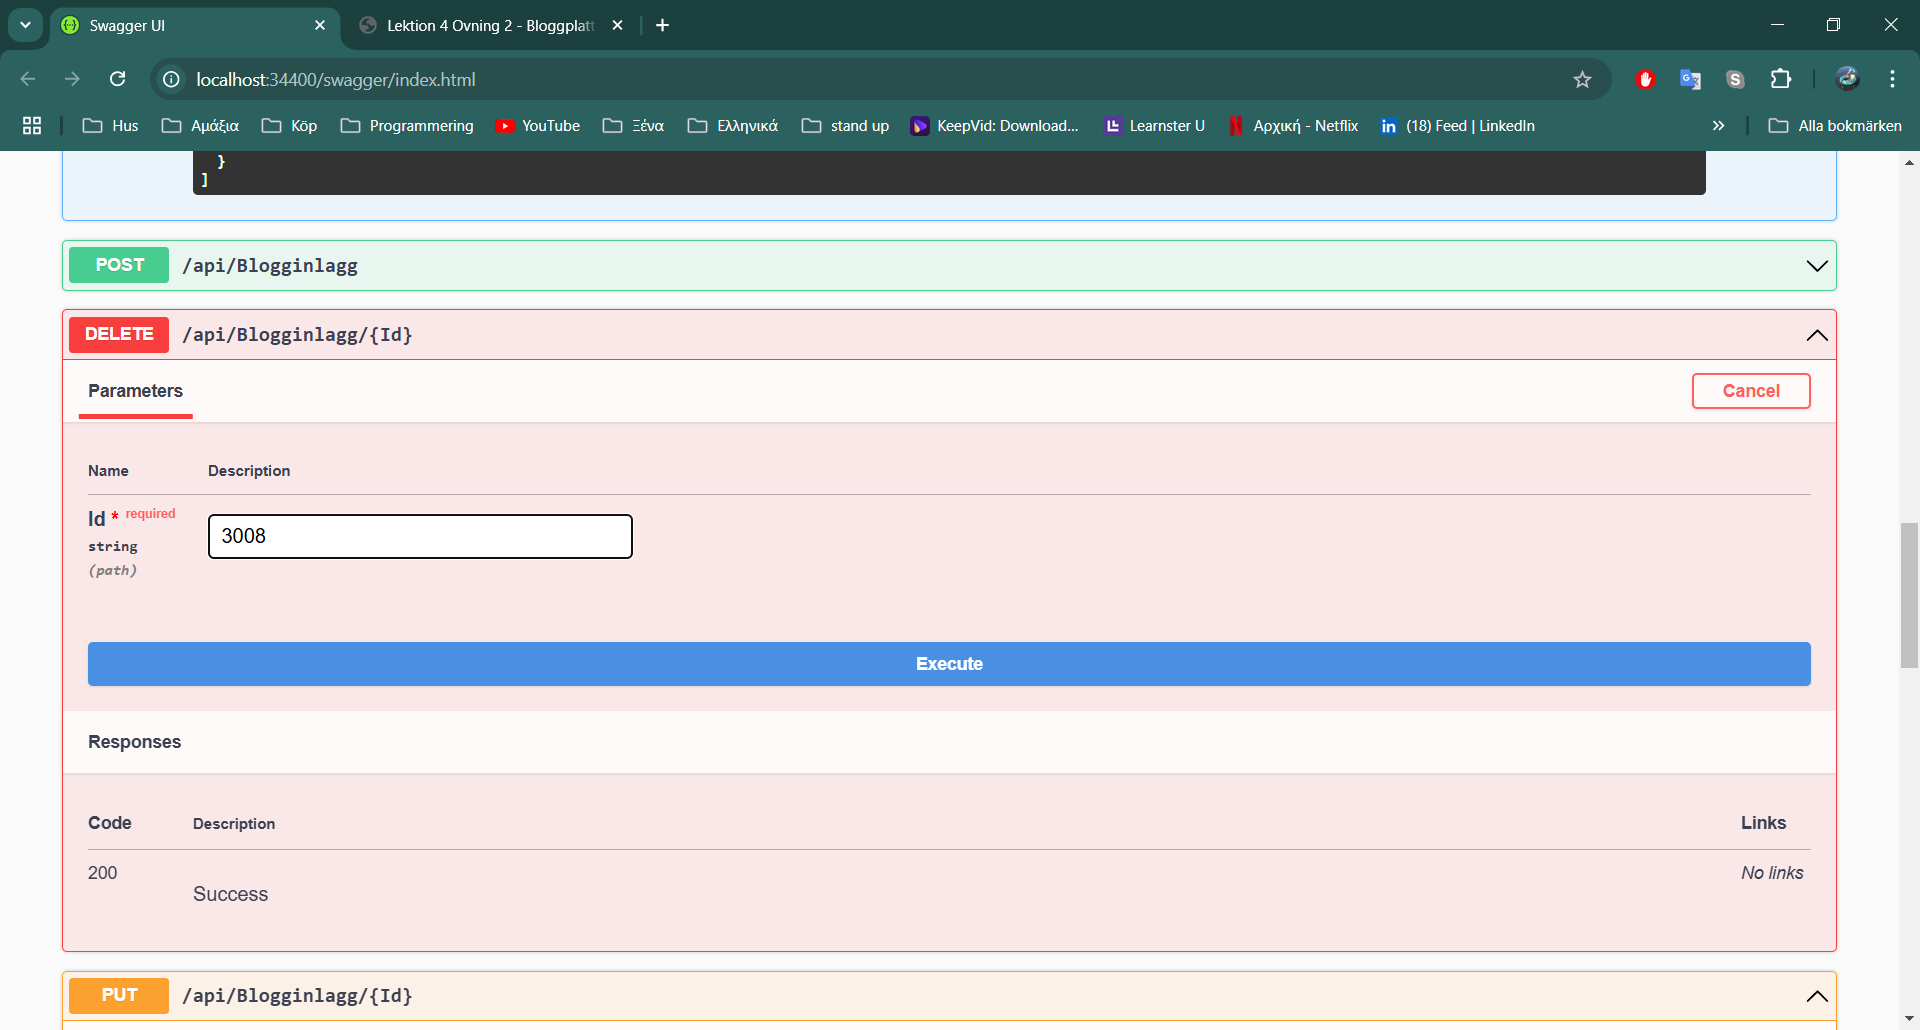 Swagger UI
Lektion 4 Ovning 2 - Bloggplatt
localhost:34400/swagger/index.html
Hus
Αμάξια
Köp
Programmering
YouTube
Ξένα
Ελληνικά
stand up
KeepVid: Download...
Learnster U
Αρχική - Netflix
(18) Feed | LinkedIn
Alla bokmärken
}
]
POST /api/Blogginlagg
DELETE /api/Blogginlagg/{Id}
Parameters
Cancel
Name Description
Id * required
string
(path)
3008
Execute
Responses
Code Description Links
200
Success
No links
PUT /api/Blogginlagg/{Id}